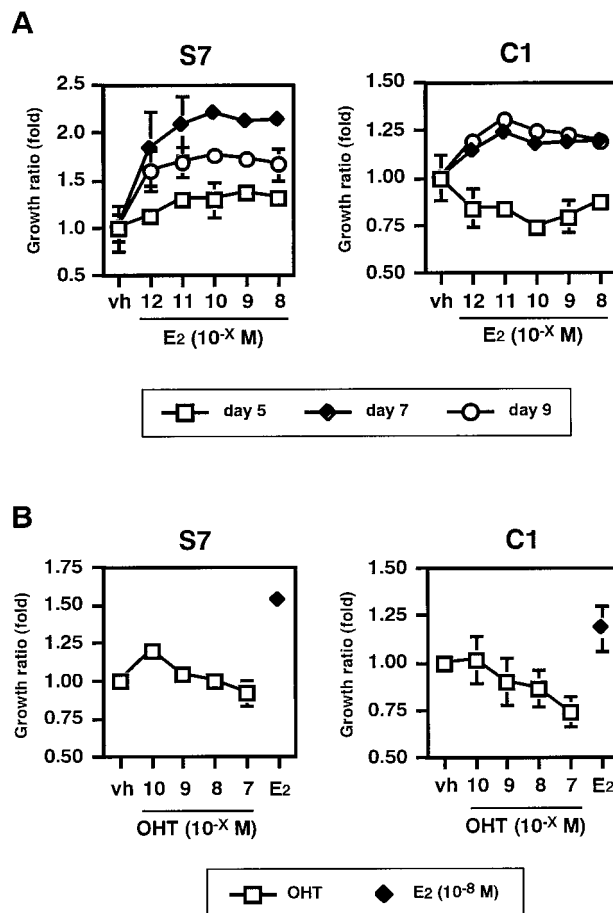 A
S7
C1
Growth ratio (fold)
2.5
2.0
1.5
1.0
0.5
vh 12 11 10 9 8
E2 (10-X M)
Growth ratio (fold)
1.50
1.25
1.00
0.75
0.50
vh 12 11 10 9 8
E2 (10-X M)
day 5 day 7 day 9
B
S7
C1
Growth ratio (fold)
1.75
1.50
1.25
1.00
0.75
0.50
vh 10 9 8 7 E2
OHT (10-X M)
Growth ratio (fold)
1.50
1.25
1.00
0.75
0.50
vh 10 9 8 7 E2
OHT (10-X M)
OHT E2 (10-8 M)